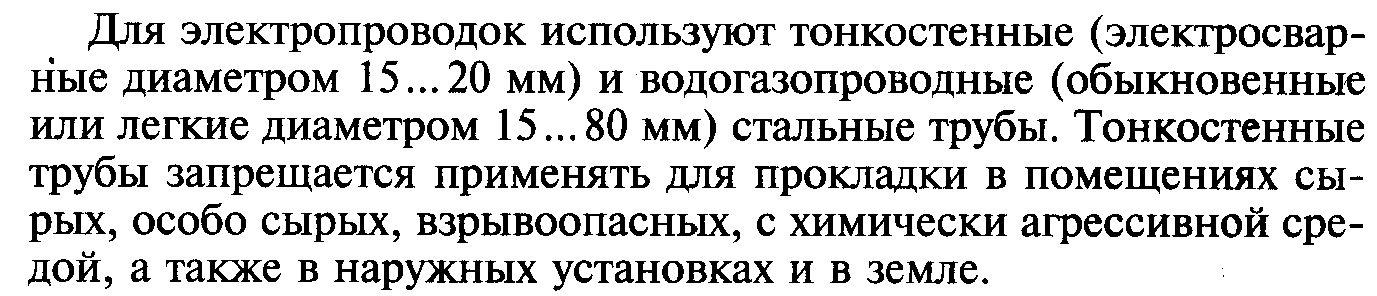 Для электропроводок используют тонкостенные (электросвар-
ные диаметром 15...20 мм) и водогазопроводные (обыкновенные
или легкие диаметром 15...80 мм) стальные трубы. Тонкостенные
трубы запрещается применять для прокладки в помещениях сы-
рых, особо сырых, взрывоопасных, с химически агрессивной сре-
дой, а также в наружных установках и в земле.